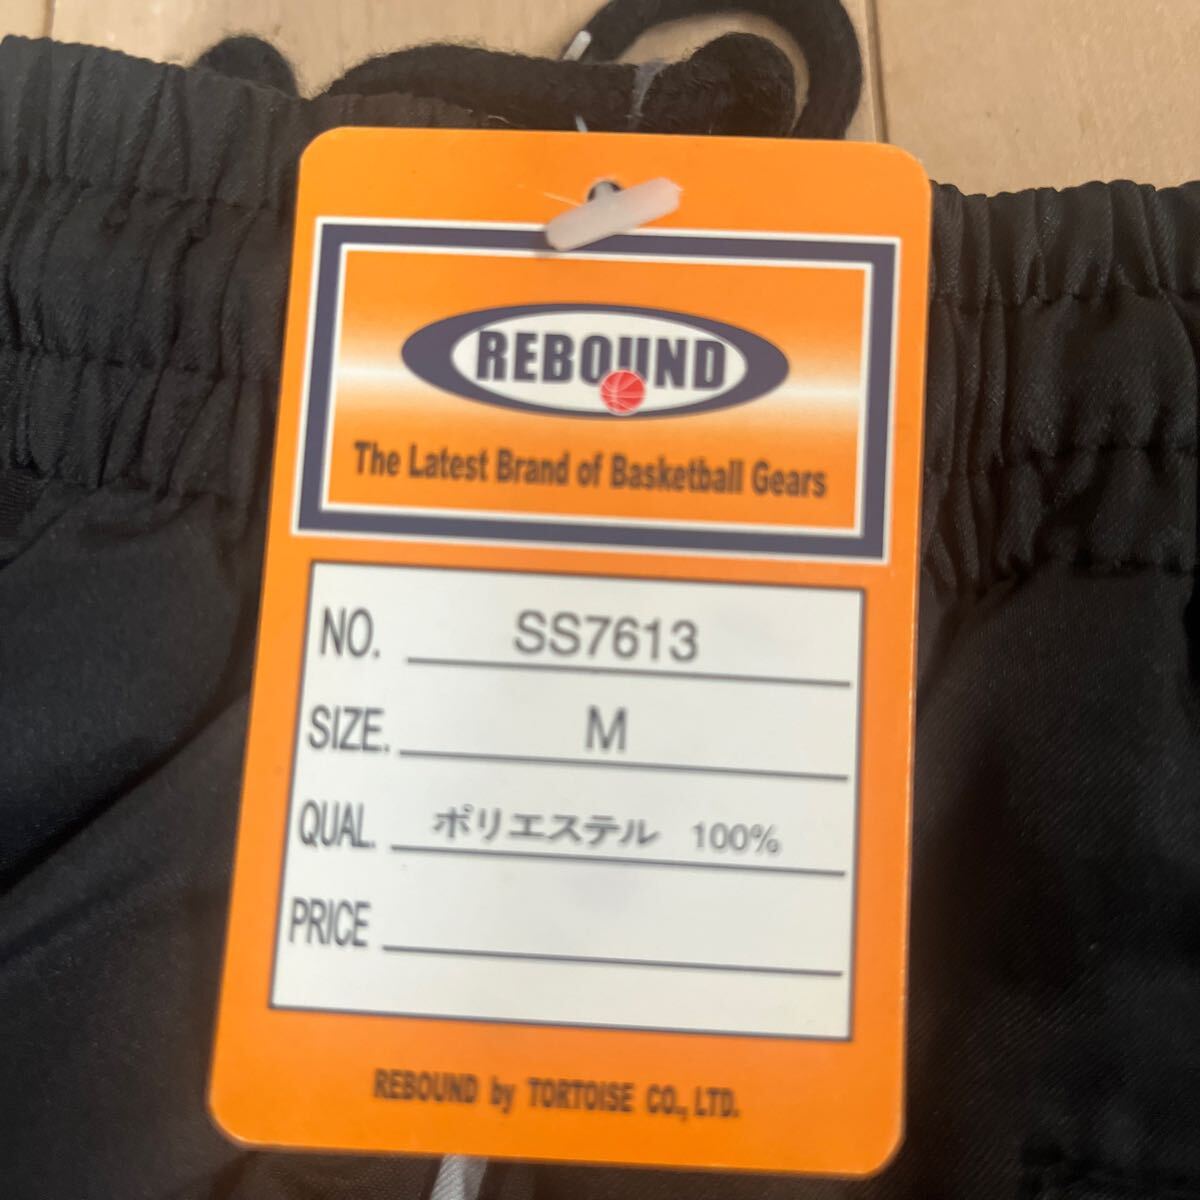 REBOUND
The Latest Brand of Basketball Gears
NO. SS7613
SIZE. M
QUAL. ポリエステル 100%
PRICE
REBOUND by TORTOISE CO., LTD.